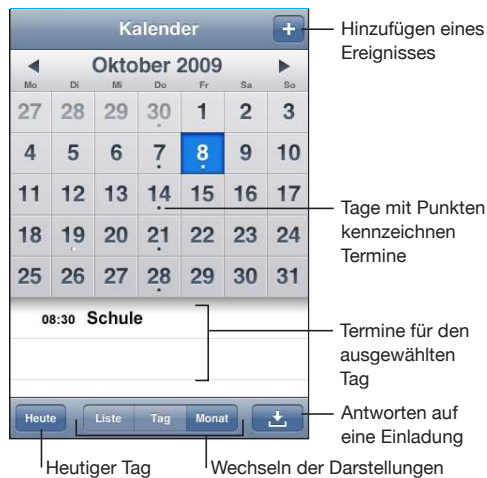 Kalender
+
Hinzufügen eines
Ereignisses
Oktober 2009
Mo Di Mi Do Fr Sa So
27 28 29 30 1 2 3
4 5 6 7 8 9 10
11 12 13 14 15 16 17
18 19 20 21 22 23 24
25 26 27 28 29 30 31
Tage mit Punkten
kennzeichnen
Termine
08:30 Schule
Termine für den
ausgewählten
Tag
Heute Liste Tag Monat
Antworten auf
eine Einladung
Heutiger Tag
Wechseln der Darstellungen